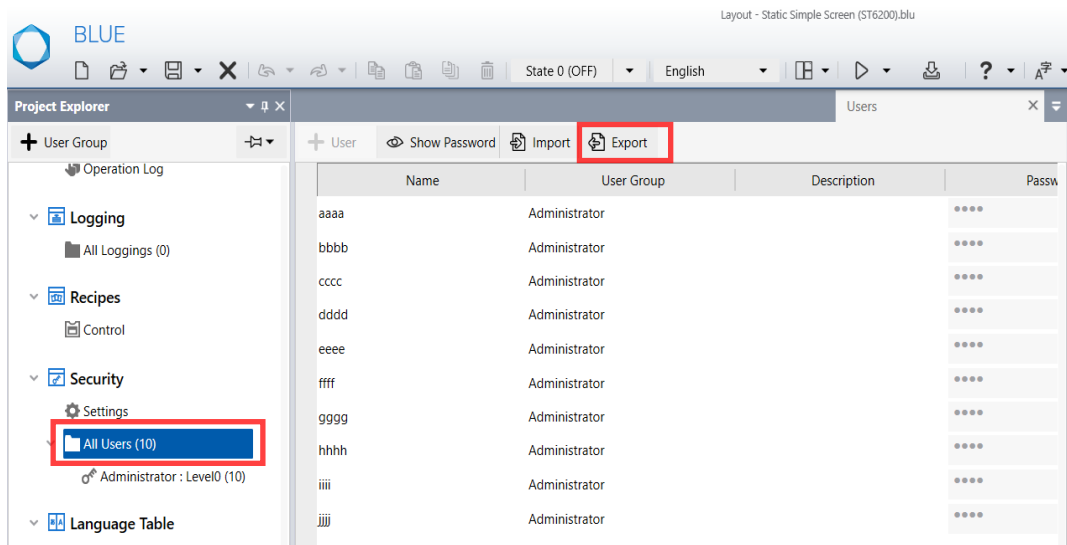 Layout - Static Simple Screen (ST6200).blu
BLUE
State 0 (OFF) English ? A字
Project Explorer
Users
User Group
User Show Password Import Export
Operation Log
Logging
All Loggings (0)
Recipes
Control
Security
Settings
All Users (10)
Administrator : Level0 (10)
Language Table
Name User Group Description Passw
aaaa Administrator ●●●●
bbbb Administrator ●●●●
cccc Administrator ●●●●
dddd Administrator ●●●●
eeee Administrator ●●●●
ffff Administrator ●●●●
gggg Administrator ●●●●
hhhh Administrator ●●●●
iiii Administrator ●●●●
jjjj Administrator ●●●●